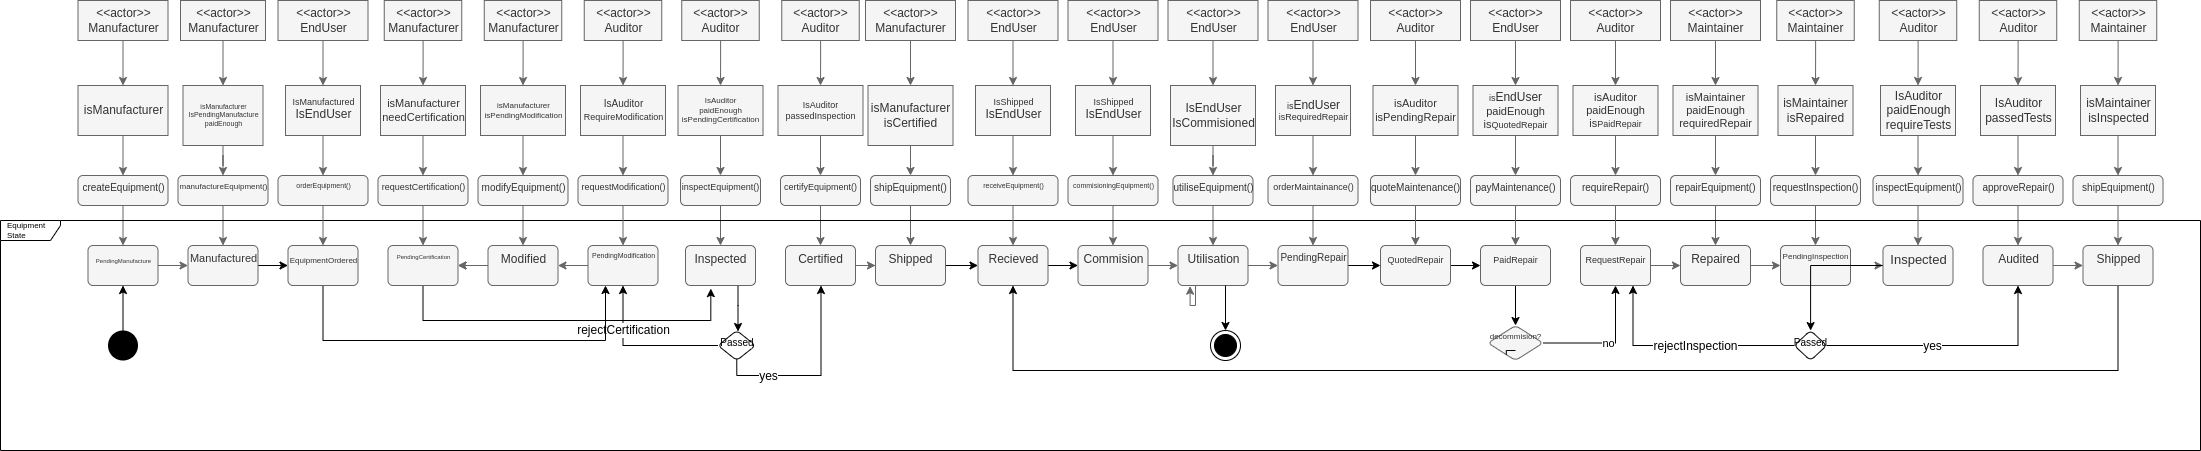 <<actor>>
Manufacturer
<<actor>>
Manufacturer
<<actor>>
EndUser
<<actor>>
Manufacturer
<<actor>>
Manufacturer
<<actor>>
Auditor
<<actor>>
Auditor
<<actor>>
Auditor
<<actor>>
Manufacturer
<<actor>>
EndUser
<<actor>>
EndUser
<<actor>>
EndUser
<<actor>>
EndUser
<<actor>>
Auditor
<<actor>>
EndUser
<<actor>>
Auditor
<<actor>>
Maintainer
<<actor>>
Maintainer
<<actor>>
Auditor
<<actor>>
Auditor
<<actor>>
Maintainer
isManufacturer
isManufacturer
IsPendingManufacture
paidEnough
IsManufactured
IsEndUser
isManufacturer
needCertification
isManufacturer
isPendingModification
IsAuditor
RequireModification
IsAuditor
paidEnough
isPendingCertification
IsAuditor
passedInspection
isManufacturer
isCertified
IsShipped
IsEndUser
IsShipped
IsEndUser
IsEndUser
IsCommisioned
isEndUser
isRequiredRepair
isAuditor
isPendingRepair
isEndUser
paidEnough
isQuotedRepair
isAuditor
paidEnough
isPaidRepair
isMaintainer
paidEnough
requiredRepair
isMaintainer
isRepaired
IsAuditor
paidEnough
requireTests
IsAuditor
passedTests
isMaintainer
isInspected
createEquipment()
manufactureEquipment()
orderEquipment()
requestCertification()
modifyEquipment()
requestModification()
inspectEquipment()
certifyEquipment()
shipEquipment()
receiveEquipment()
commisioningEquipment()
utiliseEquipment()
orderMaintainance()
quoteMaintenance()
payMaintenance()
requireRepair()
repairEquipment()
requestInspection()
inspectEquipment()
approveRepair()
shipEquipment()
Equipment
State
PendingManufacture
Manufactured
EquipmentOrdered
PendingCertification
Modified
PendingModification
Inspected
Certified
Shipped
Recieved
Commision
Utilisation
PendingRepair
QuotedRepair
PaidRepair
RequestRepair
Repaired
PendingInspection
Inspected
Audited
Shipped
rejectCertification
Passed
yes
decommision?
no
rejectInspection
Passed
yes